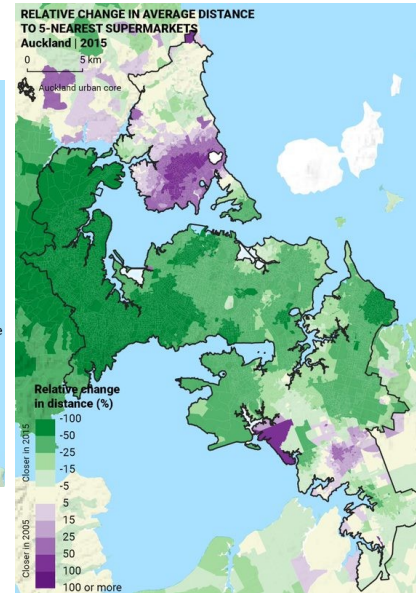 RELATIVE CHANGE IN AVERAGE DISTANCE
TO 5-NEAREST SUPERMARKETS
Auckland | 2015
0 5 km
Auckland urban core
e
Relative change
in distance (%)
Closer in 2015
-100
-50
-25
-15
-5
Closer in 2005
5
15
25
50
100
100 or more